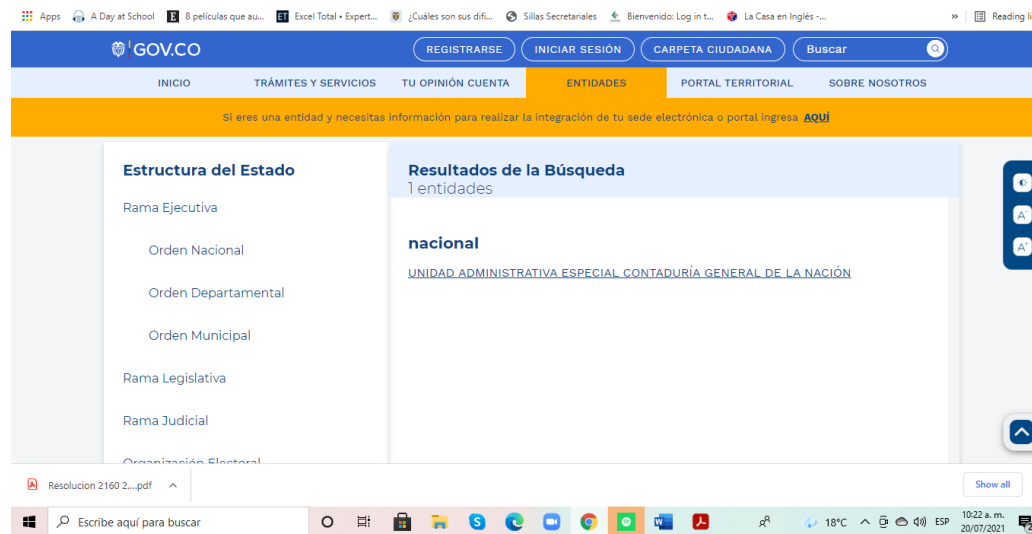 Apps A Day at School 8 películas que au... Excel Total • Expert... ¿Cuáles son sus difi... Sillas Secretariales Bienvenido: Log in t... La Casa en Inglés -... » Reading li
GOV.CO REGISTRARSE INICIAR SESIÓN CARPETA CIUDADANA Buscar
INICIO TRÁMITES Y SERVICIOS TU OPINIÓN CUENTA ENTIDADES PORTAL TERRITORIAL SOBRE NOSOTROS
Si eres una entidad y necesitas información para realizar la integración de tu sede electrónica o portal ingresa AQUÍ
Estructura del Estado
Rama Ejecutiva
Orden Nacional
Orden Departamental
Orden Municipal
Rama Legislativa
Rama Judicial
Organización Electoral
Resultados de la Búsqueda
1 entidades
nacional
UNIDAD ADMINISTRATIVA ESPECIAL CONTADURÍA GENERAL DE LA NACIÓN
Resolucion 2160 2....pdf Show all
Escribe aquí para buscar 18°C ESP 10:22 a. m.
20/07/2021